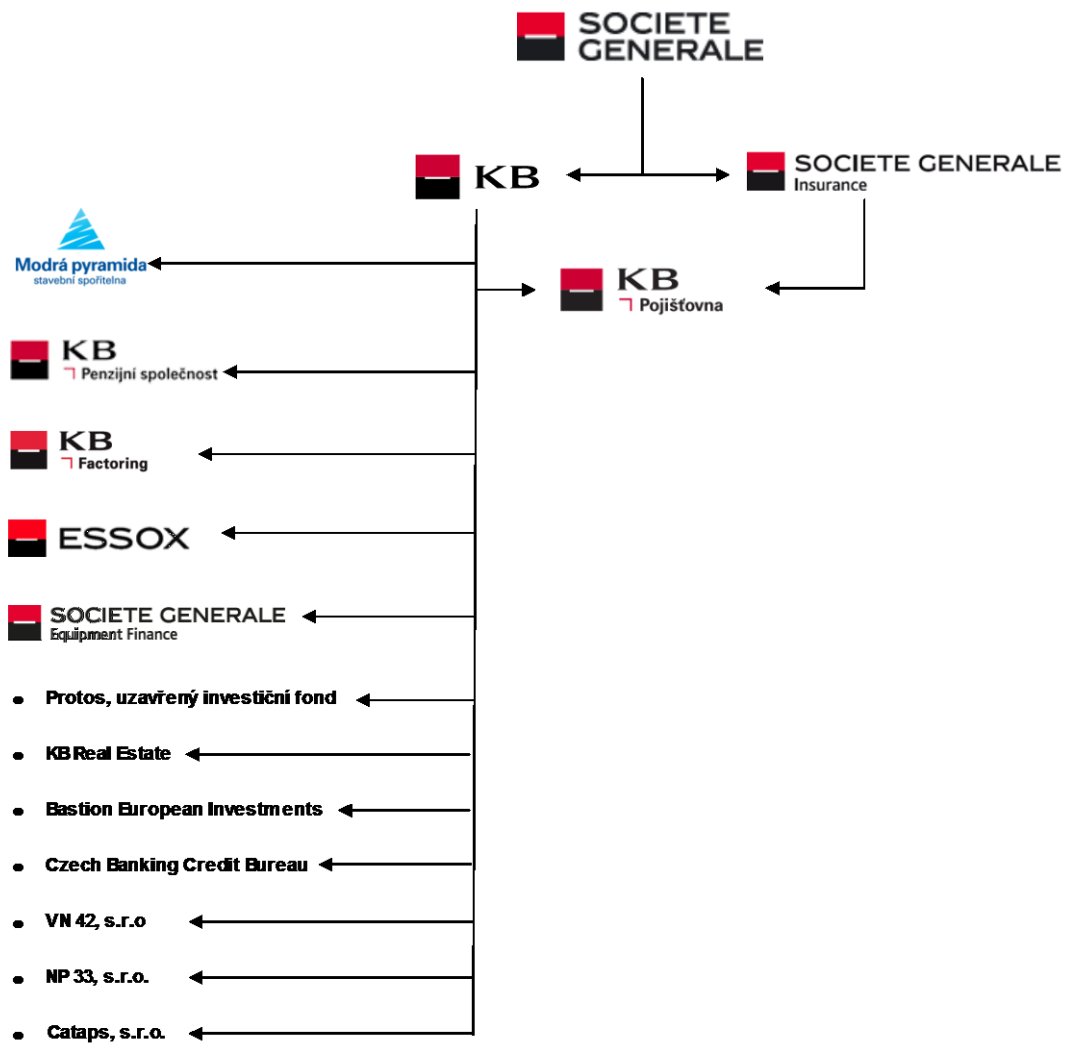 SOCIETE
GENERALE
KB
SOCIETE GENERALE
Insurance
Modrá pyramida
stavební spořitelna
KB
Pojišťovna
KB
Penzijní společnost
KB
Factoring
ESSOX
SOCIETE GENERALE
Equipment Finance
• Protos, uzavřený investiční fond
• KB Real Estate
• Bastion European Investments
• Czech Banking Credit Bureau
• VN 42, s.r.o
• NP 33, s.r.o.
• Cataps, s.r.o.